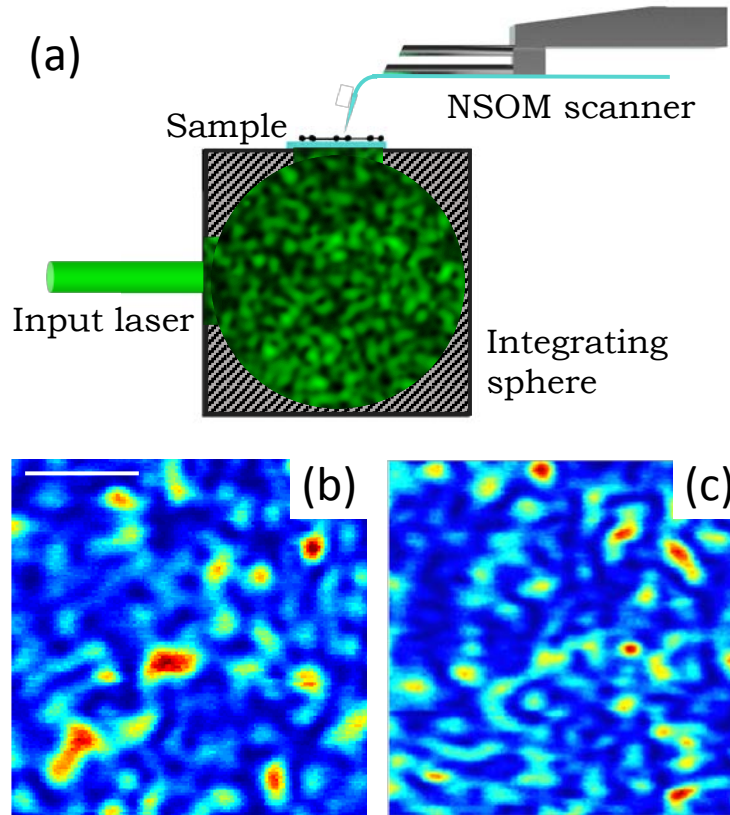 (a)
NSOM scanner
Sample
Input laser
Integrating
sphere
(b)
(c)